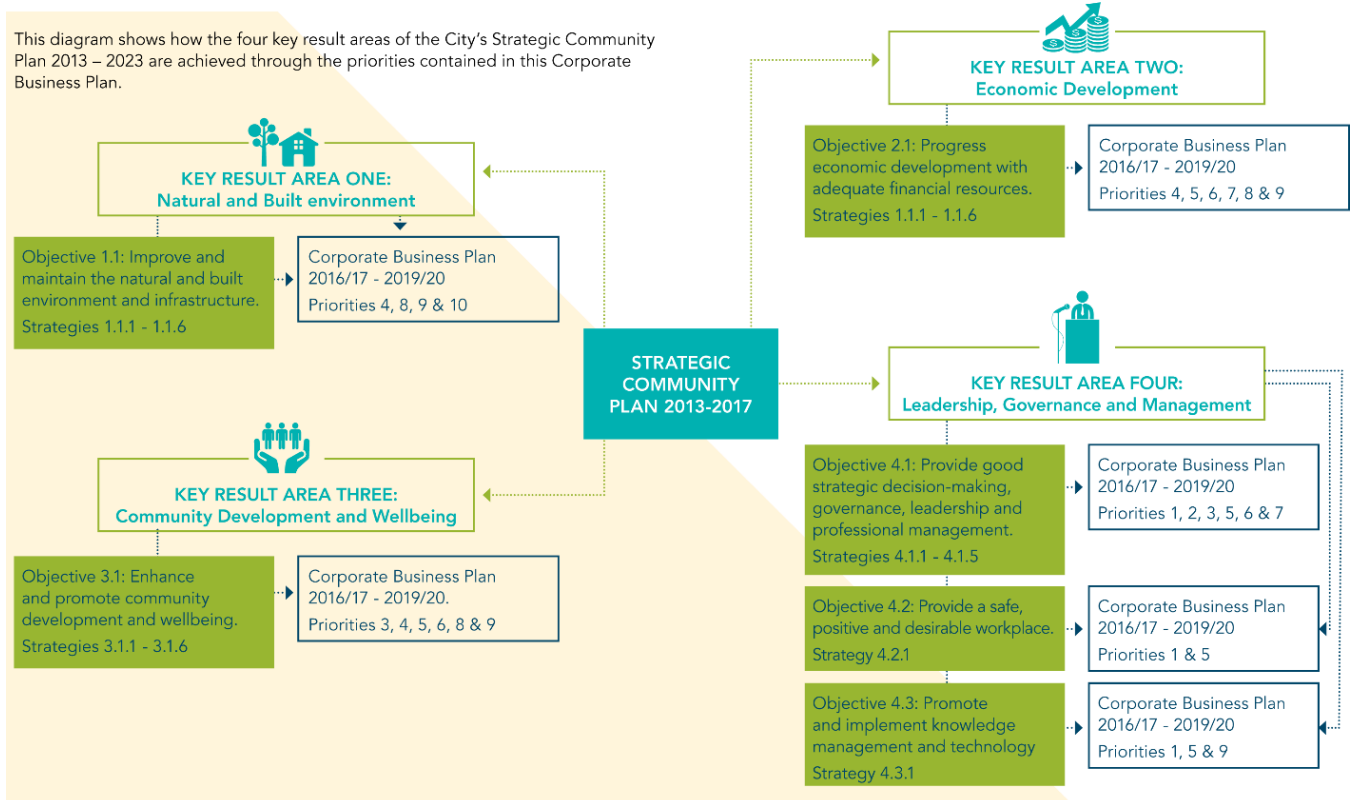 This diagram shows how the four key result areas of the City's Strategic Community
Plan 2013 – 2023 are achieved through the priorities contained in this Corporate
Business Plan.
KEY RESULT AREA ONE:
Natural and Built environment
Objective 1.1: Improve and
maintain the natural and built
environment and infrastructure.
Strategies 1.1.1 - 1.1.6
Corporate Business Plan
2016/17 - 2019/20
Priorities 4, 8, 9 & 10
KEY RESULT AREA TWO:
Economic Development
Objective 2.1: Progress
economic development with
adequate financial resources.
Strategies 1.1.1 - 1.1.6
Corporate Business Plan
2016/17 - 2019/20
Priorities 4, 5, 6, 7, 8 & 9
STRATEGIC
COMMUNITY
PLAN 2013-2017
KEY RESULT AREA THREE:
Community Development and Wellbeing
Objective 3.1: Enhance
and promote community
development and wellbeing.
Strategies 3.1.1 - 3.1.6
Corporate Business Plan
2016/17 - 2019/20.
Priorities 3, 4, 5, 6, 8 & 9
KEY RESULT AREA FOUR:
Leadership, Governance and Management
Objective 4.1: Provide good
strategic decision-making,
governance, leadership and
professional management.
Strategies 4.1.1 - 4.1.5
Corporate Business Plan
2016/17 - 2019/20
Priorities 1, 2, 3, 5, 6 & 7
Objective 4.2: Provide a safe,
positive and desirable workplace.
Strategy 4.2.1
Corporate Business Plan
2016/17 - 2019/20
Priorities 1 & 5
Objective 4.3: Promote
and implement knowledge
management and technology
Strategy 4.3.1
Corporate Business Plan
2016/17 - 2019/20
Priorities 1, 5 & 9